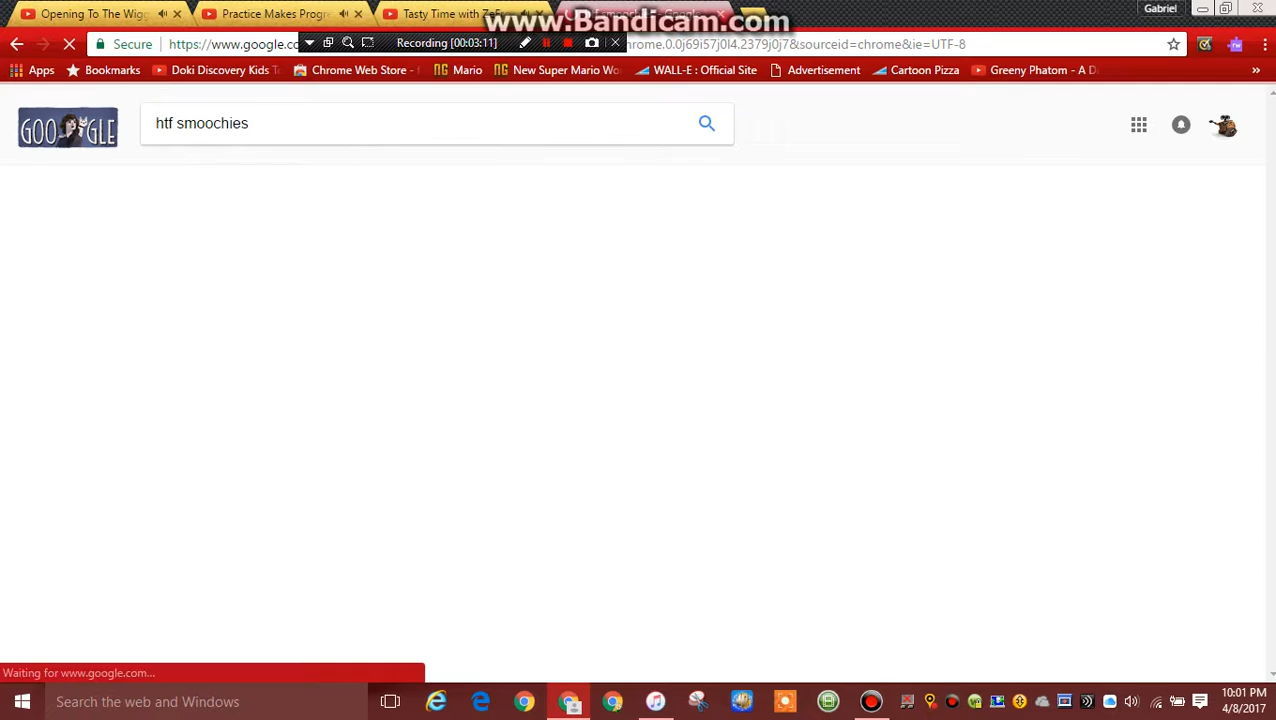 www.Bandicam.com
Opening To The Wigg
Practice Makes Progre
Tasty Time with ZeFr
Gabriel
Secure
https://www.google.co
Recording [00:03:11]
hrome.0.0j69i57j0l4.2379j0j7&sourceid=chrome&ie=UTF-8
Apps Bookmarks Doki Discovery Kids T Chrome Web Store - Mario New Super Mario Wo WALL-E : Official Site Advertisement Cartoon Pizza Greeny Phatom - A D »
GOOGLE
htf smoochies
Waiting for www.google.com...
Search the web and Windows
10:01 PM
4/8/2017